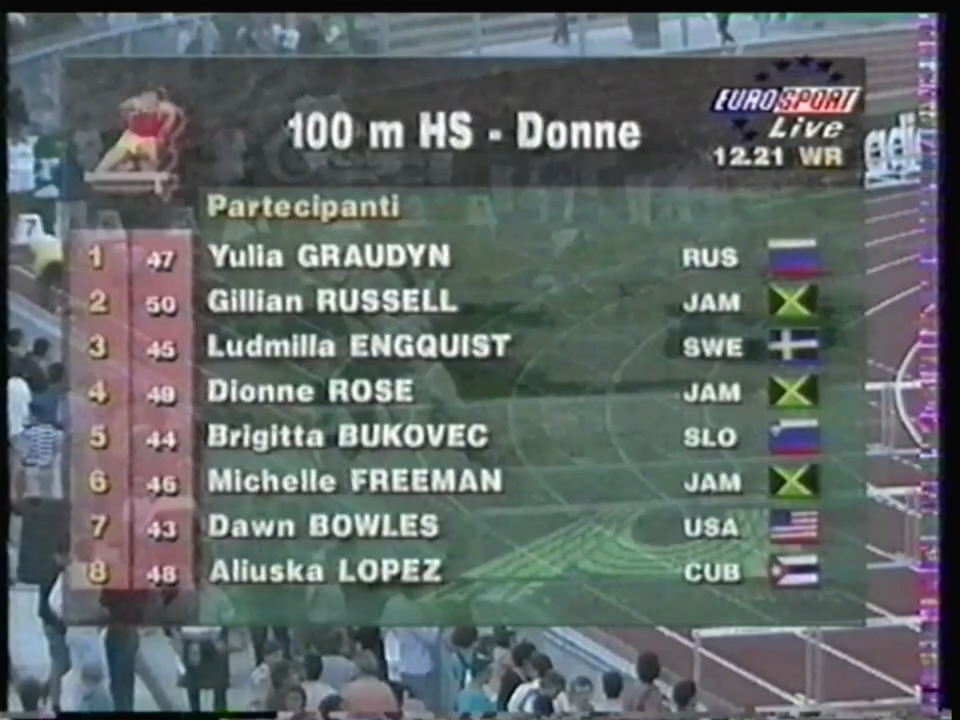 100 m HS - Donne
EUROSPORT
Live
12.21 WR
Partecipanti
1 47 Yulia GRAUDYN RUS
2 50 Gillian RUSSELL JAM
3 45 Ludmilla ENGQUIST SWE
4 49 Dionne ROSE JAM
5 44 Brigitta BUKOVEC SLO
6 46 Michelle FREEMAN JAM
7 43 Dawn BOWLES USA
8 48 Aliuska LOPEZ CUB